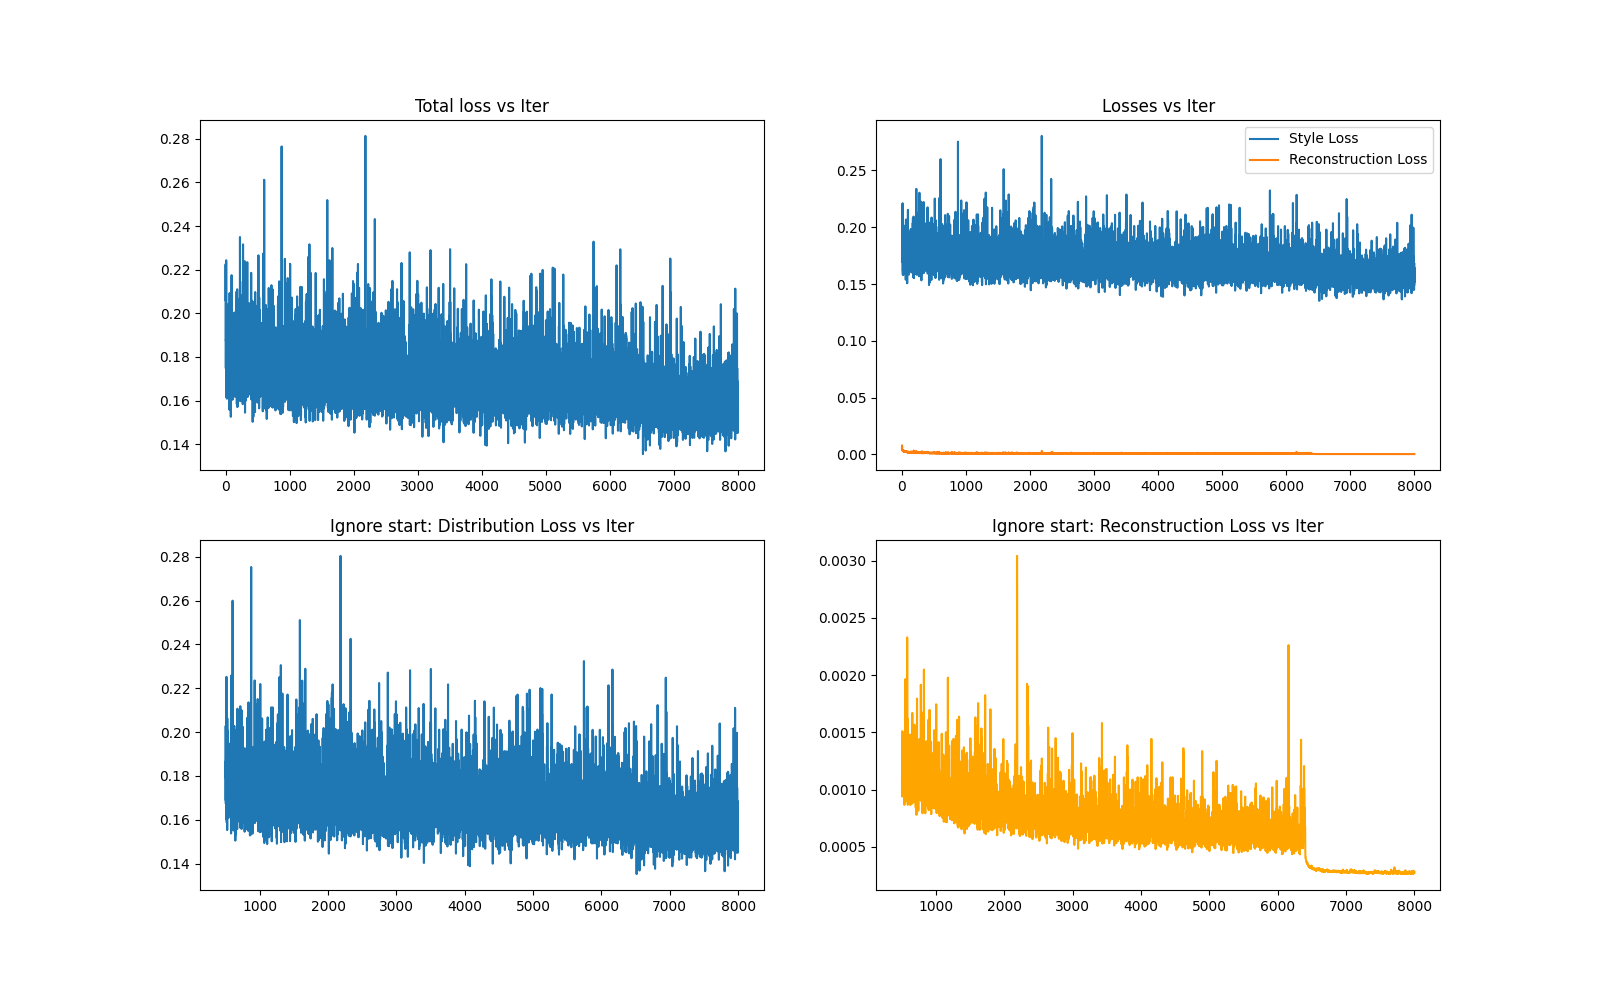 Total loss vs Iter
0.28
0.26
0.24
0.22
0.20
0.18
0.16
0.14
0 1000 2000 3000 4000 5000 6000 7000 8000
Losses vs Iter
Style Loss
Reconstruction Loss
0.25
0.20
0.15
0.10
0.05
0.00
0 1000 2000 3000 4000 5000 6000 7000 8000
Ignore start: Distribution Loss vs Iter
0.28
0.26
0.24
0.22
0.20
0.18
0.16
0.14
1000 2000 3000 4000 5000 6000 7000 8000
Ignore start: Reconstruction Loss vs Iter
0.0030
0.0025
0.0020
0.0015
0.0010
0.0005
1000 2000 3000 4000 5000 6000 7000 8000